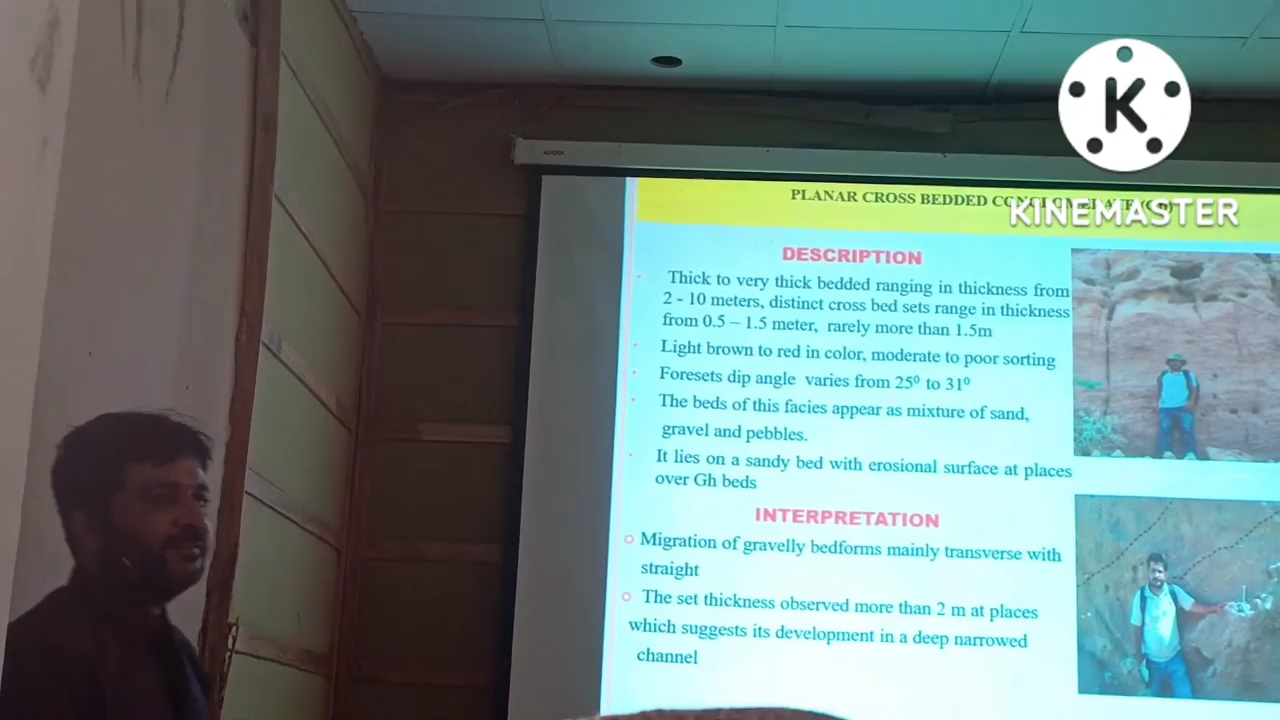 K
KINEMASTER
PLANAR CROSS BEDDED
DESCRIPTION
Thick to very thick bedded ranging in thickness from
2 - 10 meters, distinct cross bed sets range in thickness
from 0.5 – 1.5 meter, rarely more than 1.5m
Light brown to red in color, moderate to poor sorting
Foresets dip angle varies from 25⁰ to 31⁰
The beds of this facies appear as mixture of sand,
gravel and pebbles.
It lies on a sandy bed with erosional surface at places
over Gh beds
INTERPRETATION
Migration of gravelly bedforms mainly transverse with
straight
The set thickness observed more than 2 m at places
which suggests its development in a deep narrowed
channel